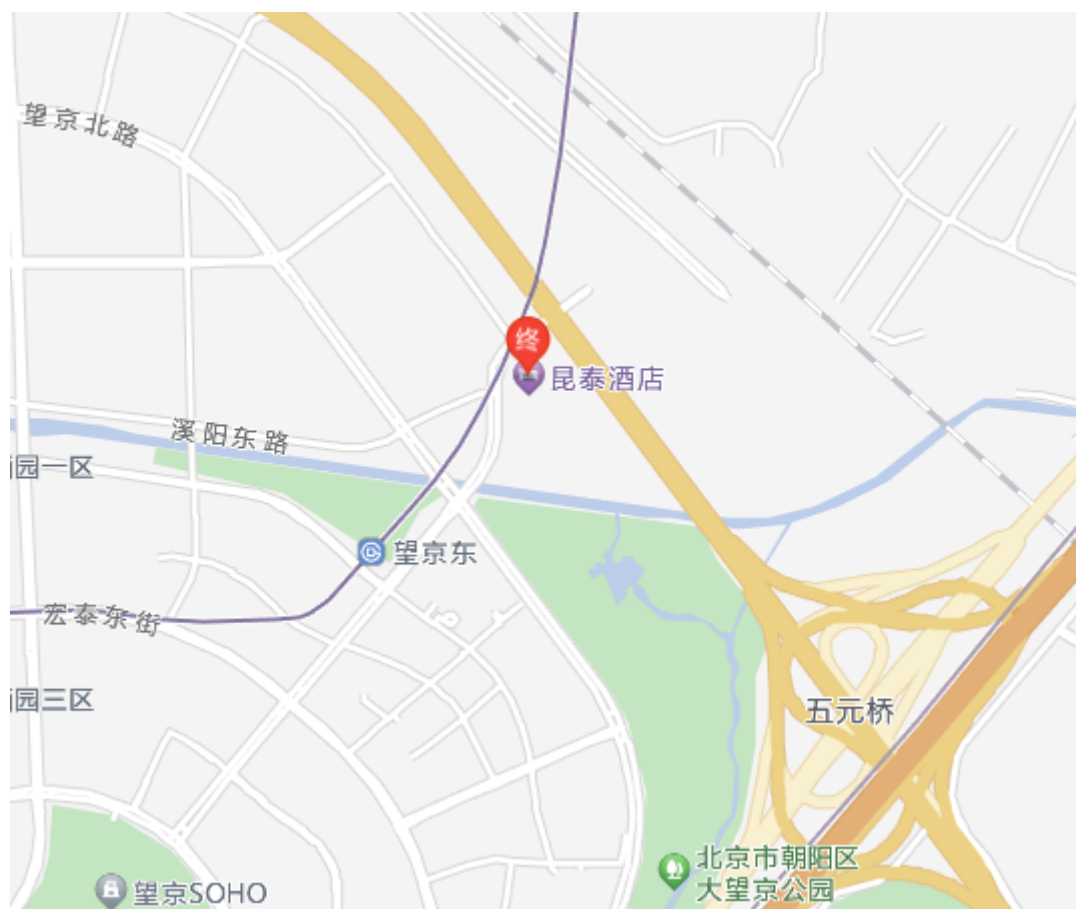 望京北路
终
昆泰酒店
溪阳东路
园一区
望京东
宏泰东街
园三区
五元桥
北京市朝阳区
大望京公园
望京SOHO